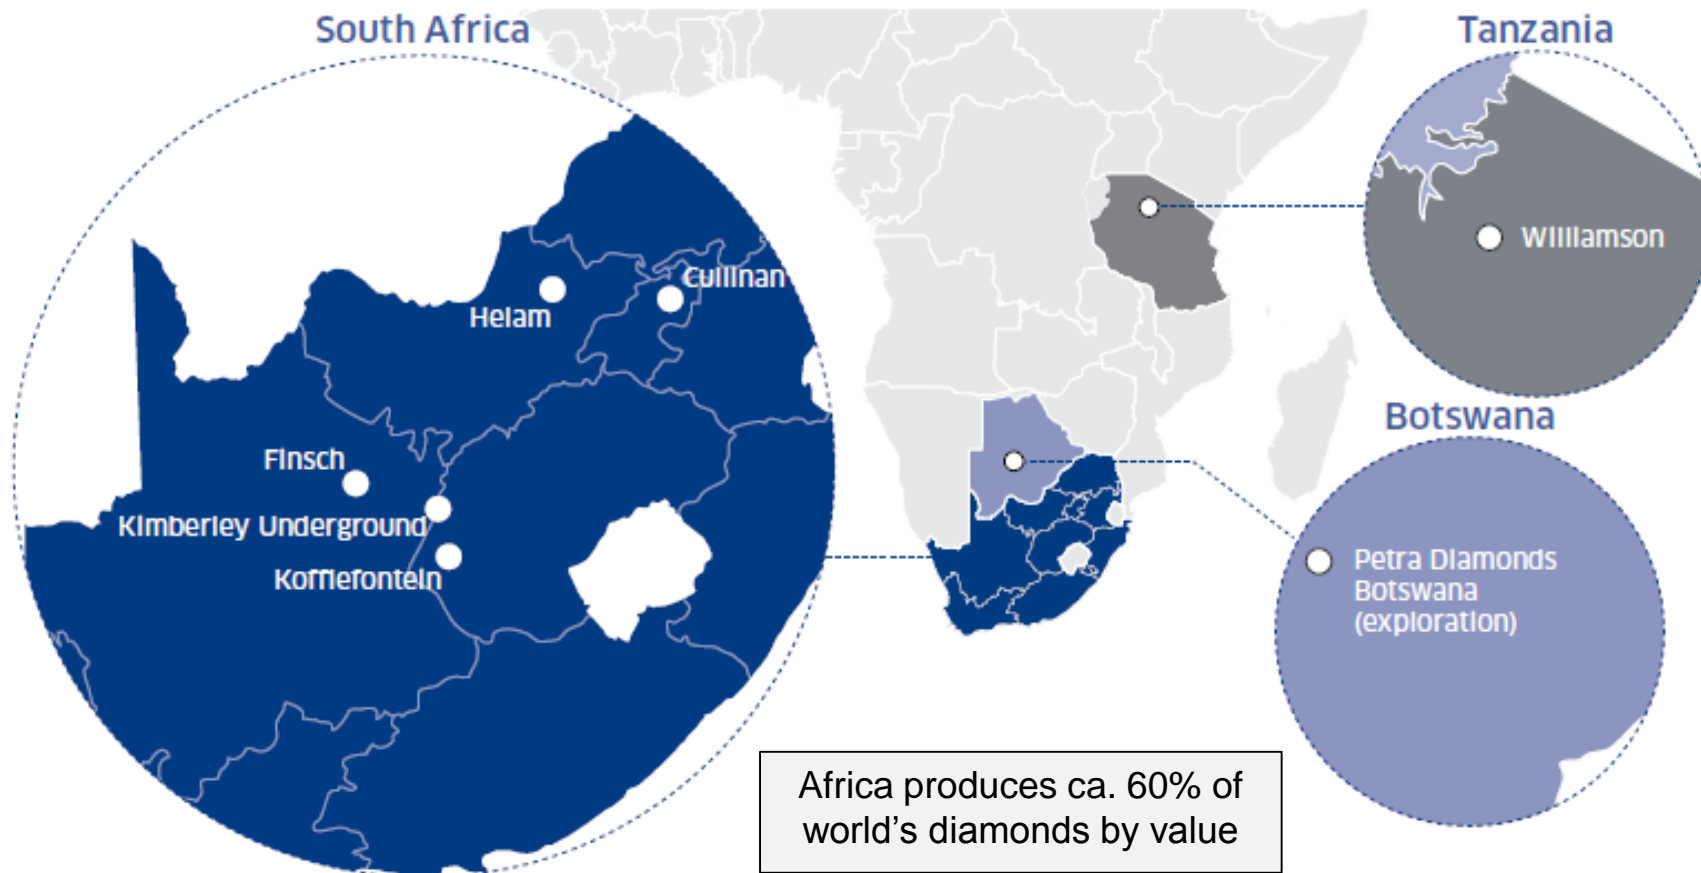 South Africa
Helam
Cullinan
Finsch
Kimberley Underground
Koffiefontein
Tanzania
Williamson
Botswana
Petra Diamonds
Botswana
(exploration)
Africa produces ca. 60% of
world's diamonds by value